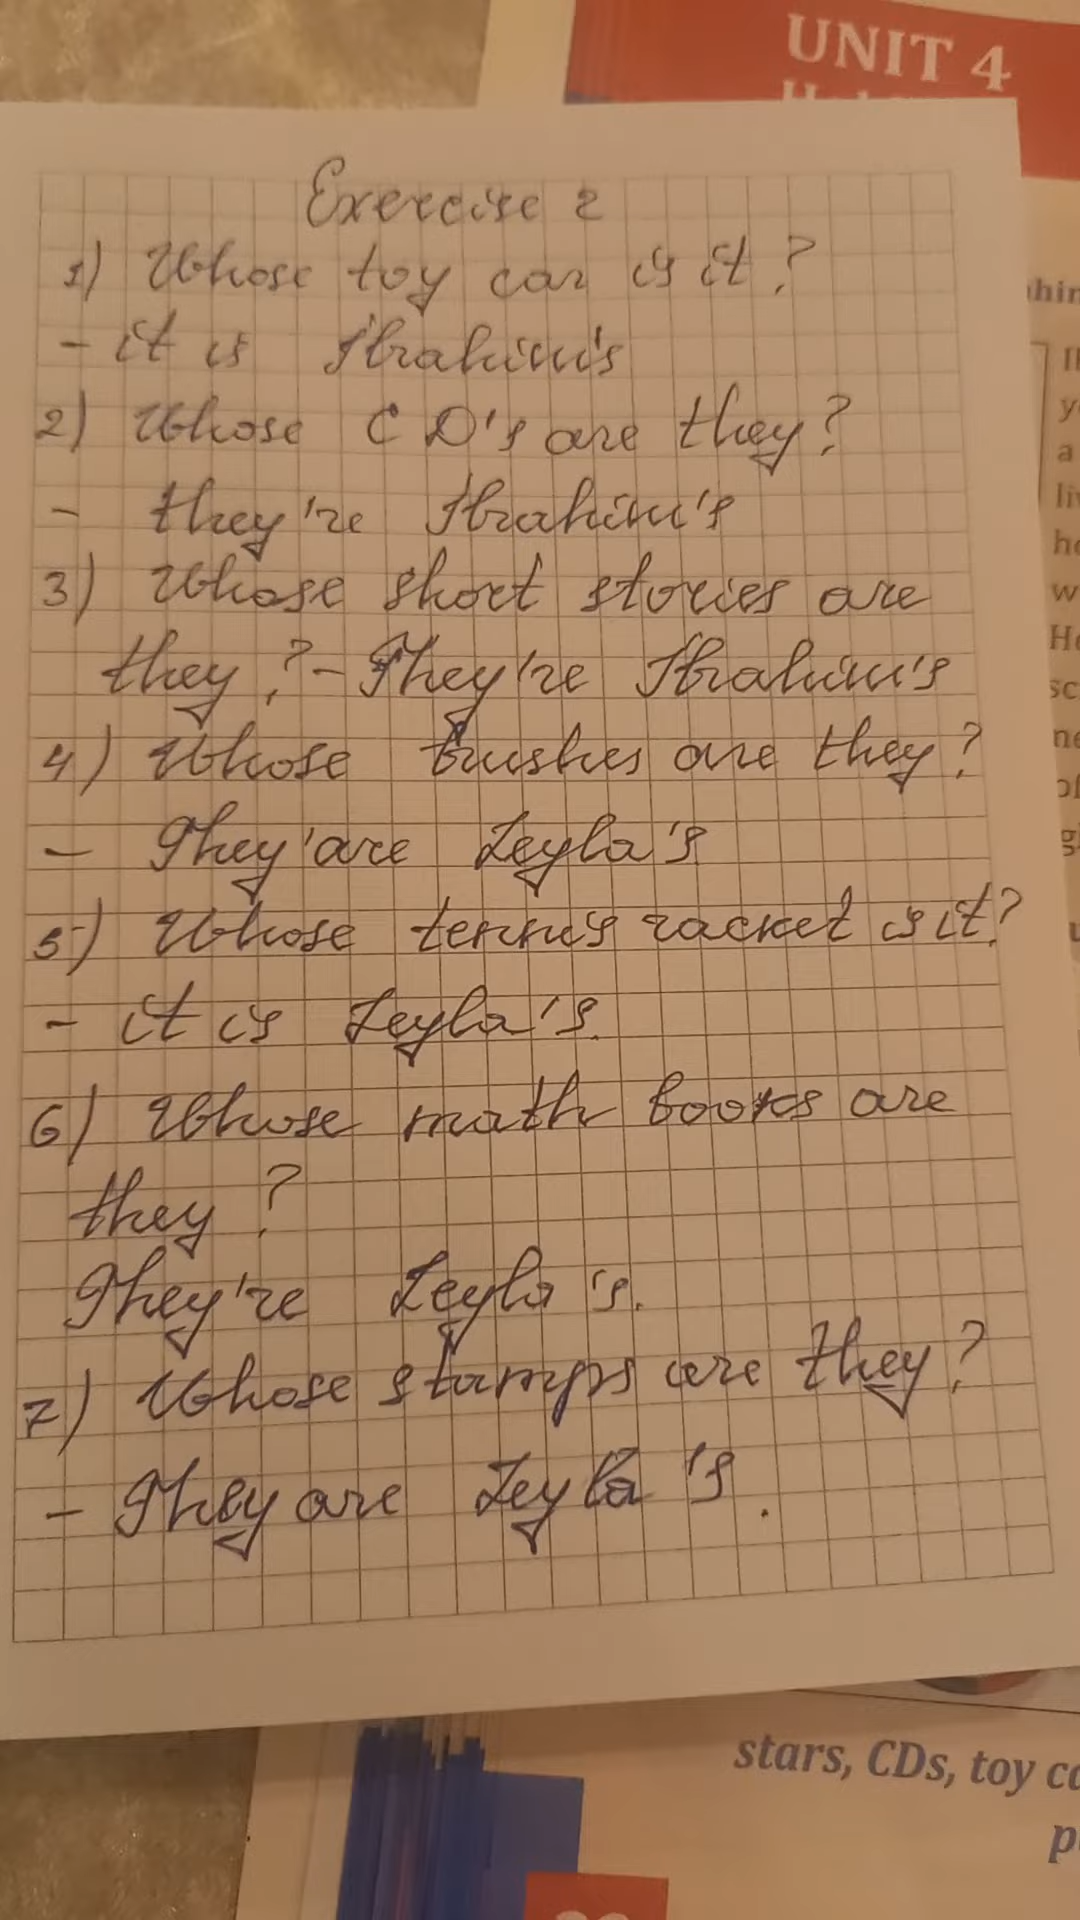 UNIT 4
Exercise 2
1) Whose toy car is it?
- it is Ibrahim's
2) Whose CD's are they?
- they're Ibrahim's
3) Whose short stories are
they? - They're Ibrahim's
4) Whose brushes are they?
- They'are Leyla's
5) Whose tennis racket is it?
- it is Leyla's.
6) Whose math books are
they?
They're Leyla's.
7) Whose stamps are they?
- They are Leyla's.
stars, CDs, toy